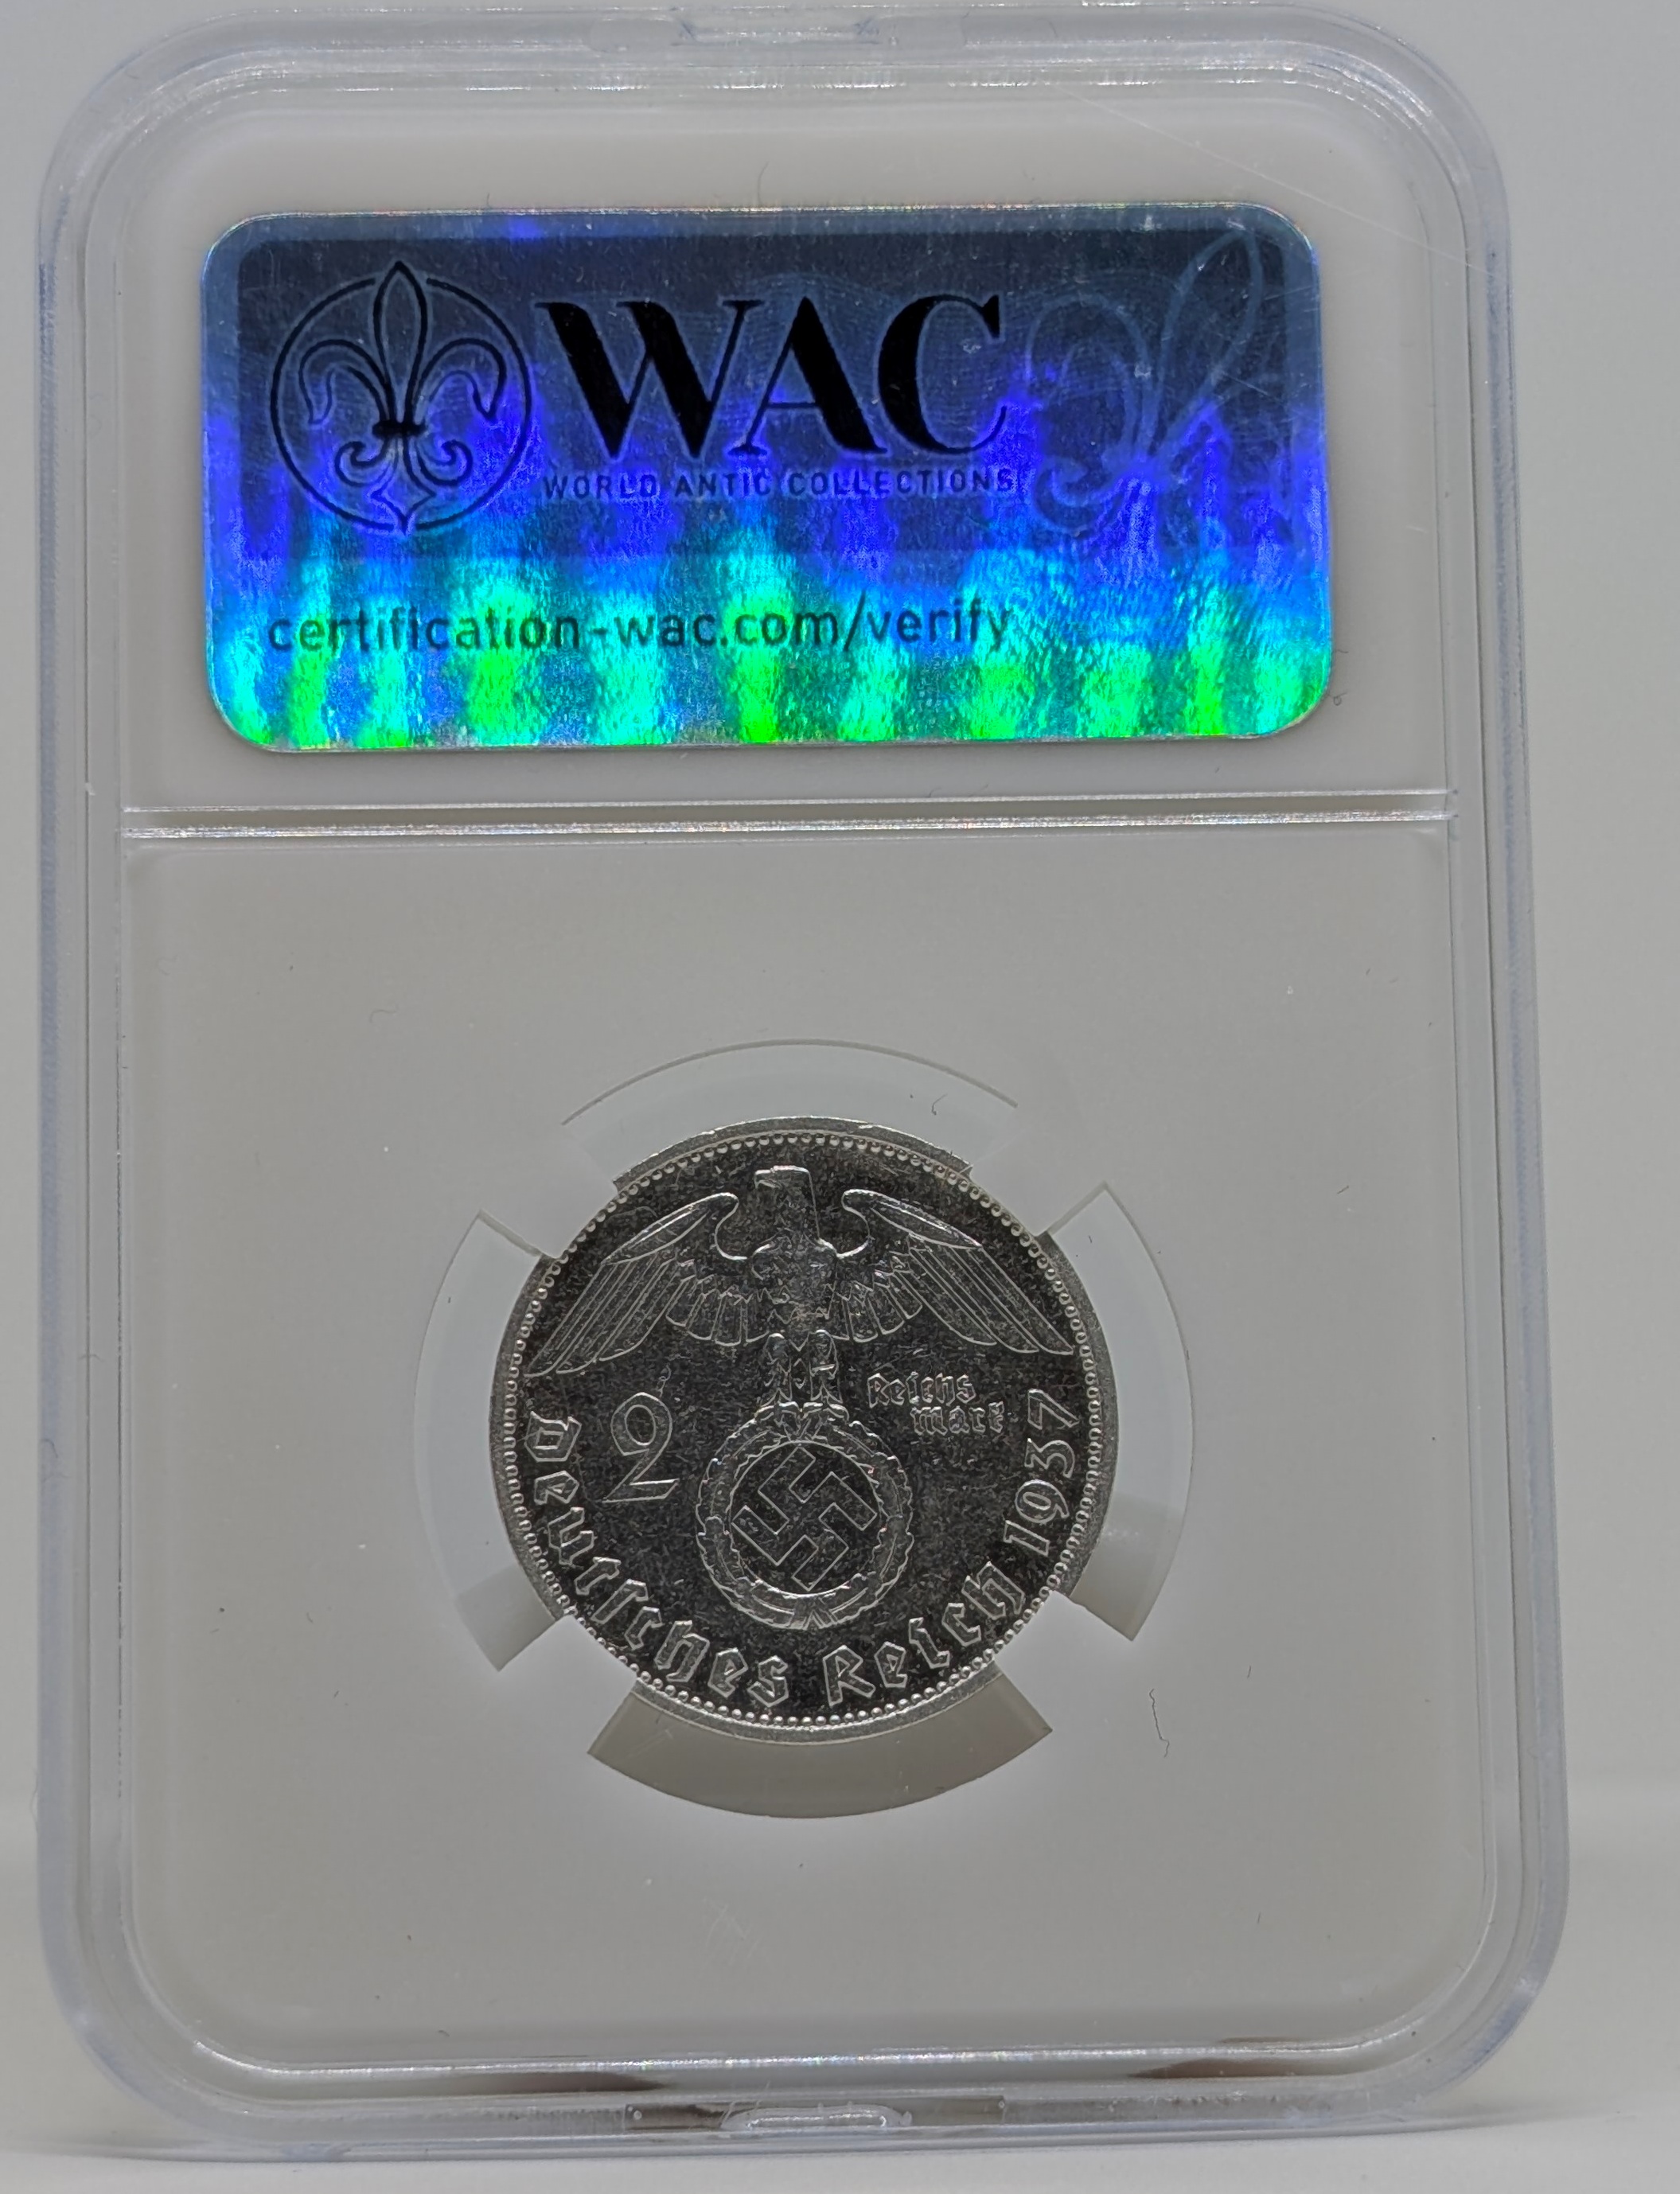 WAC
WORLD ANTIC COLLECTIONS
certification-wac.com/verify
2
Reichs
mark
Deutsches Reich 1937